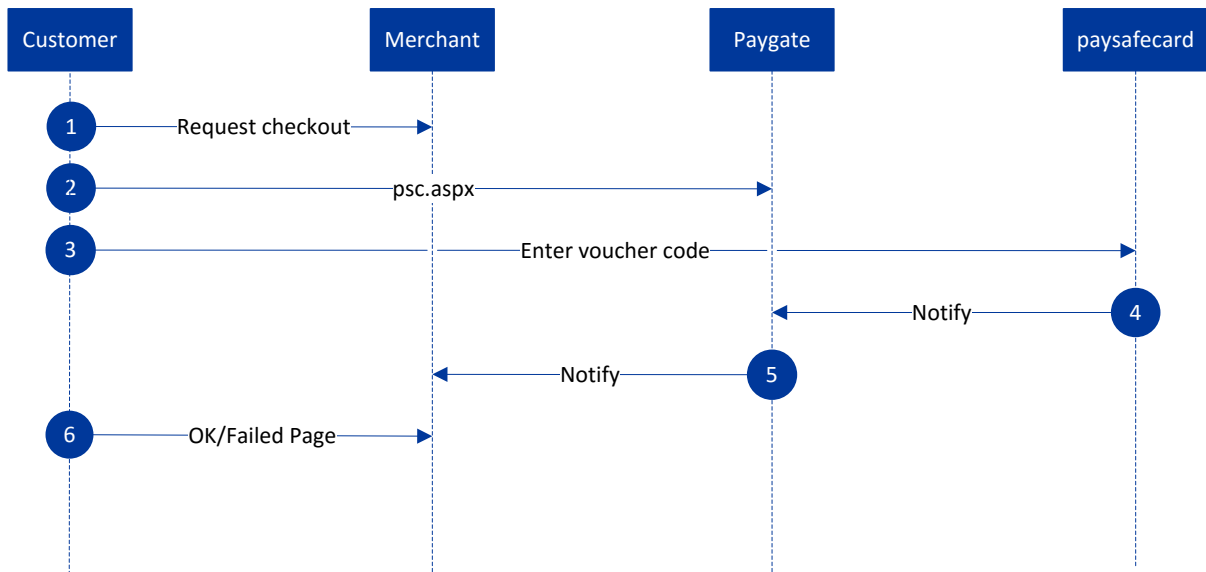 Customer
Merchant
Paygate
paysafecard
1
Request checkout
2
psc.aspx
3
Enter voucher code
Notify
4
Notify
5
6
OK/Failed Page